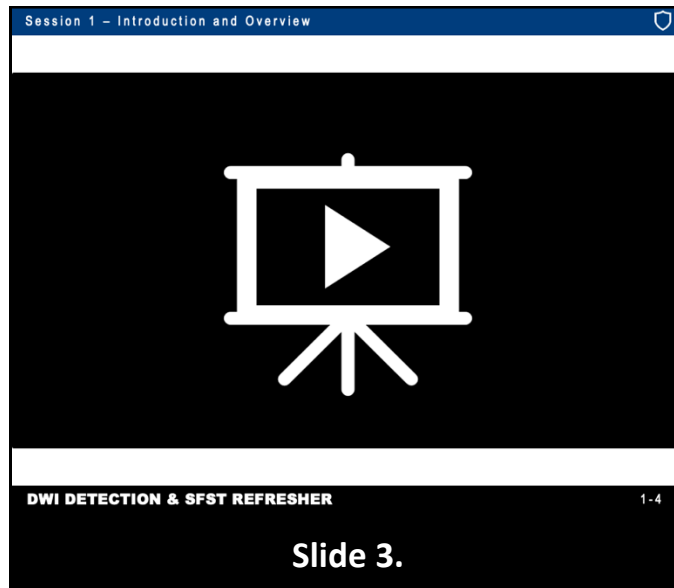 Session 1 – Introduction and Overview
DWI DETECTION & SFST REFRESHER 1-4
Slide 3.